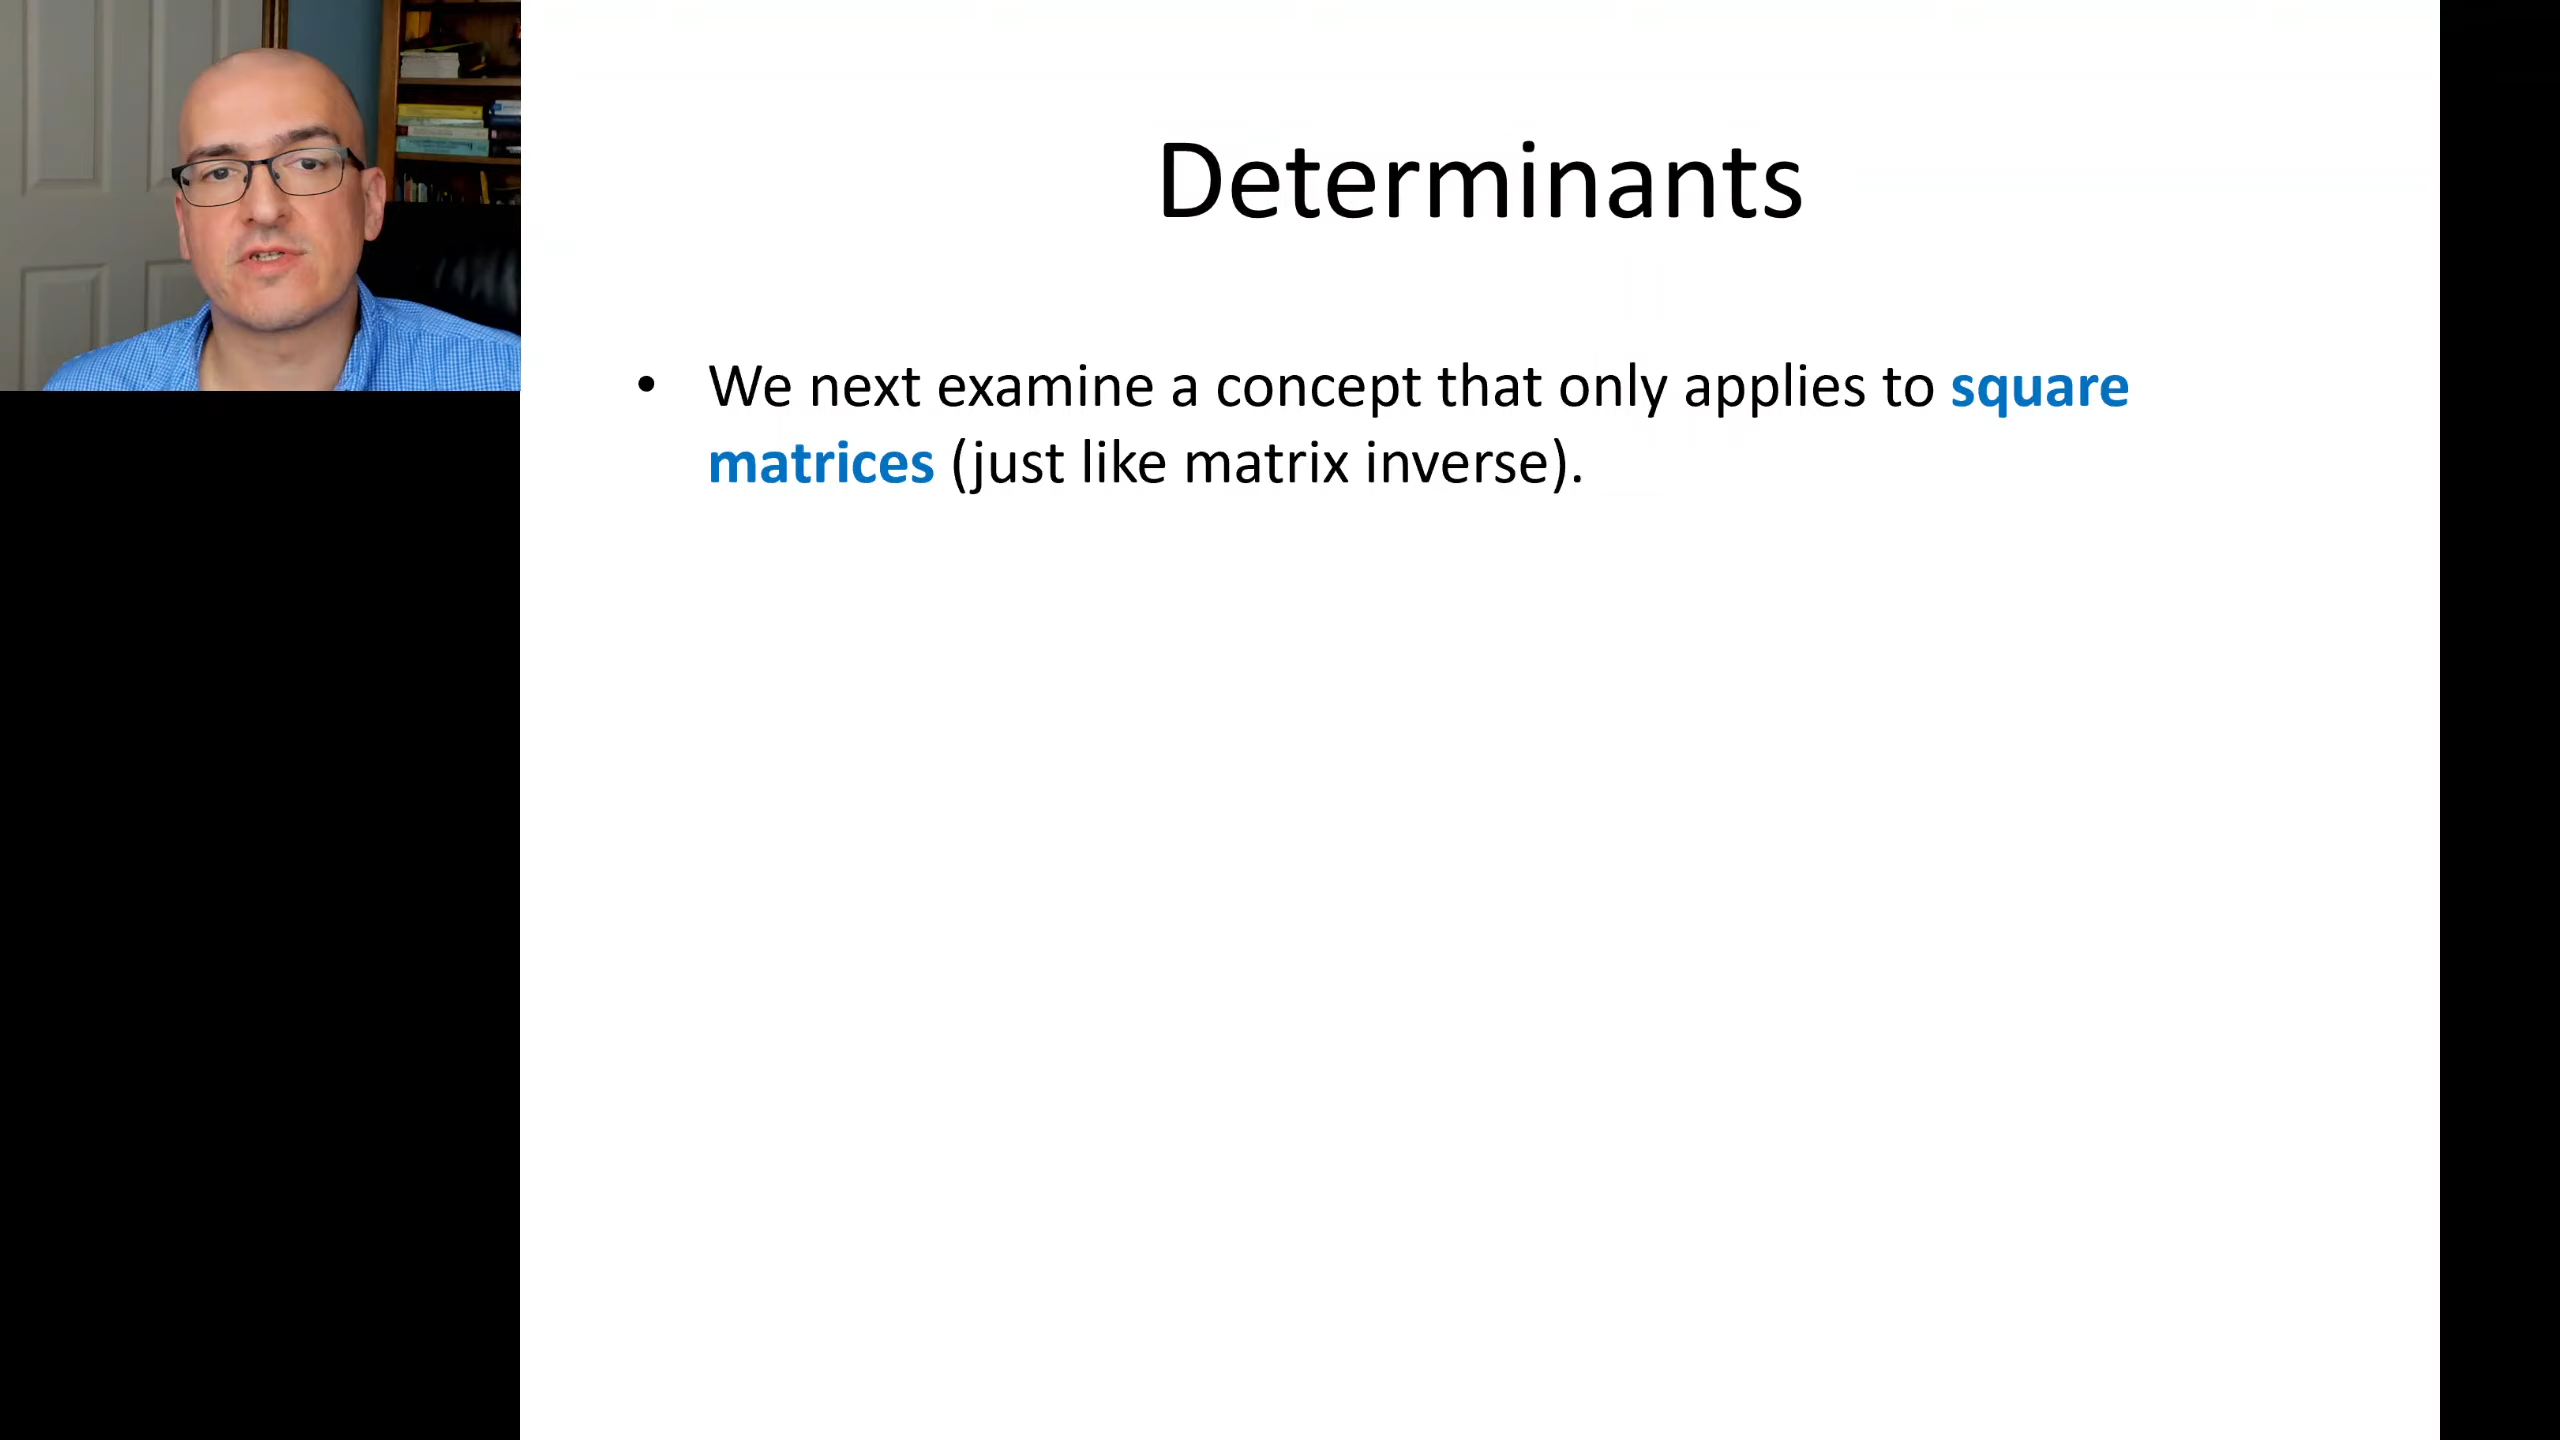 Determinants
• We next examine a concept that only applies to square
matrices (just like matrix inverse).